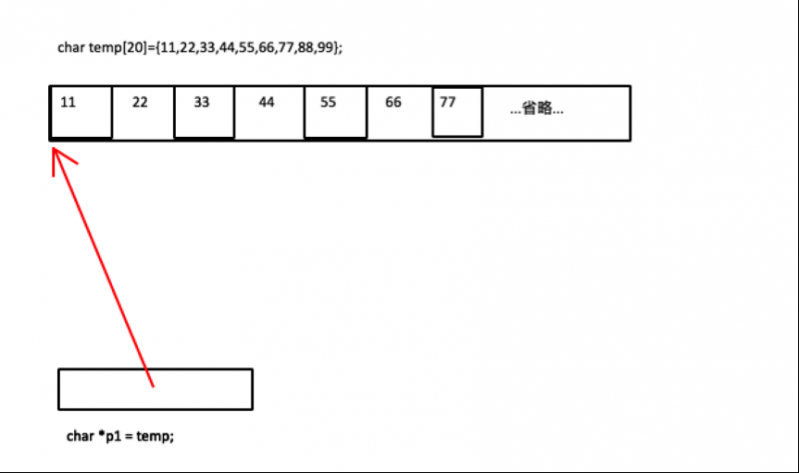 char temp[20]={11,22,33,44,55,66,77,88,99};
11 22 33 44 55 66 77 ...省略...
char *p1 = temp;